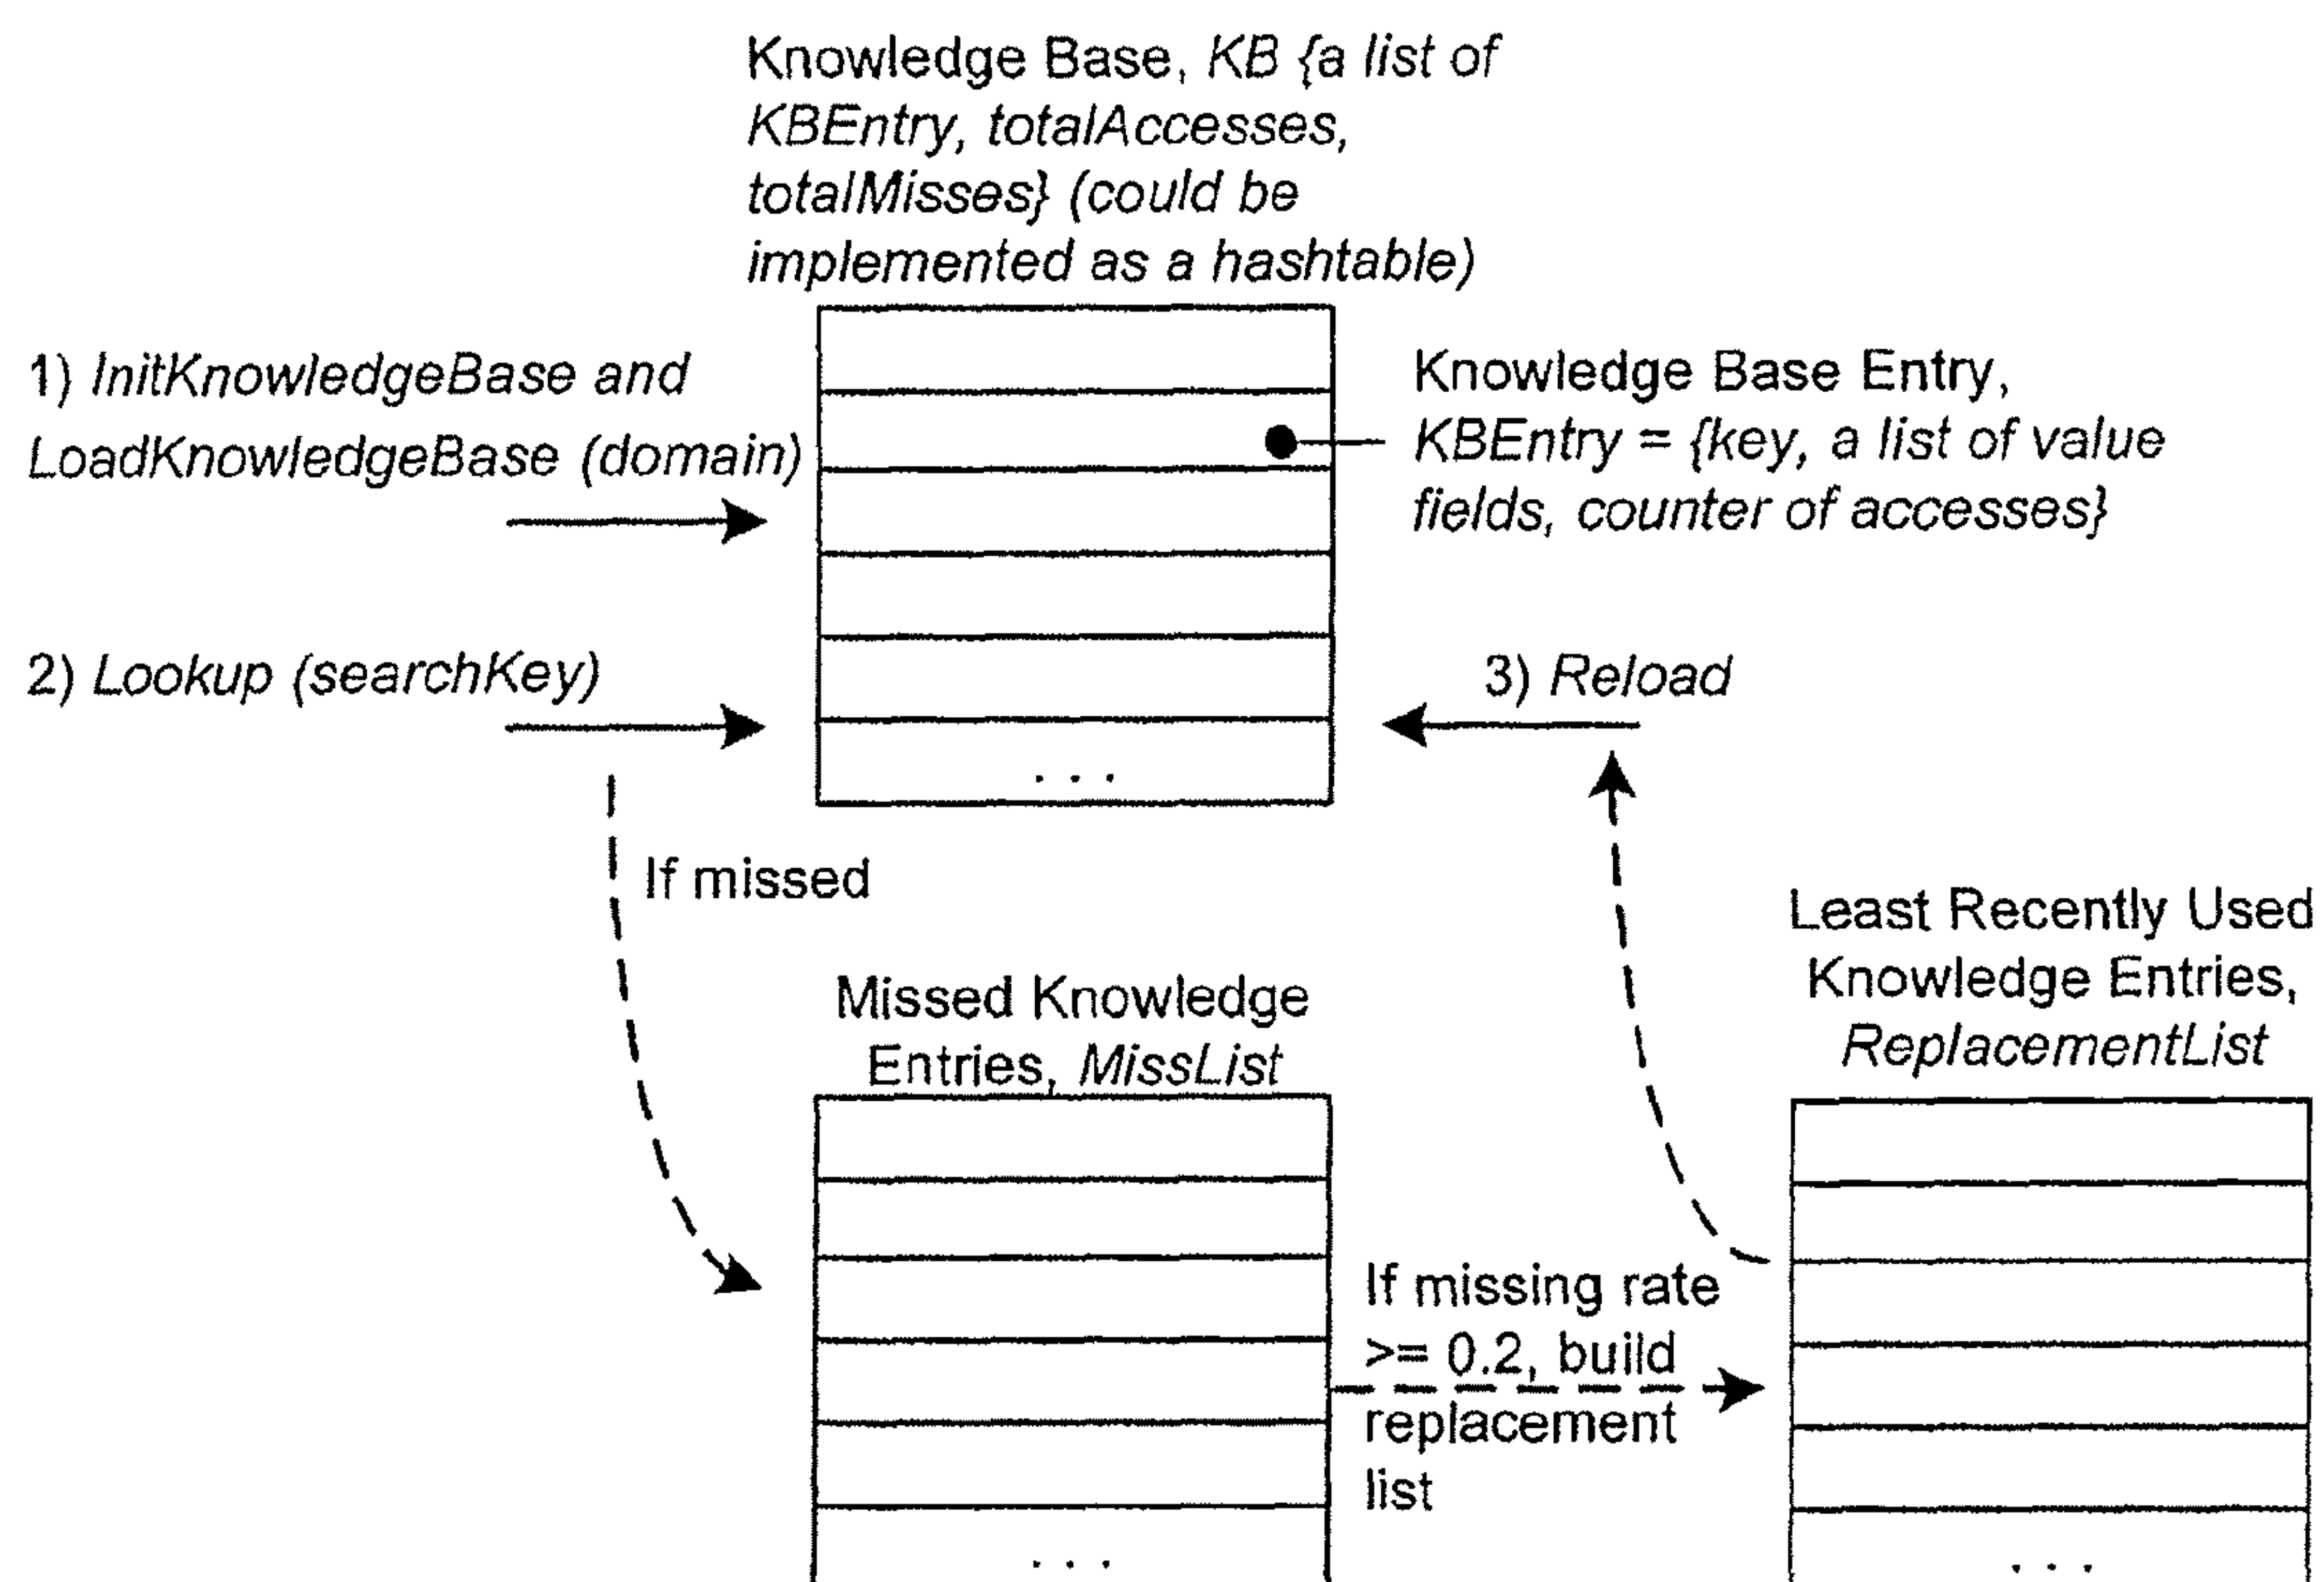 Knowledge Base, KB {a list of
KBEntry, totalAccesses,
totalMisses} (could be
implemented as a hashtable)
1) InitKnowledgeBase and
LoadKnowledgeBase (domain)
Knowledge Base Entry,
KBEntry = {key, a list of value
fields, counter of accesses}
2) Lookup (searchKey)
3) Reload
. . .
If missed
Least Recently Used
Knowledge Entries,
ReplacementList
Missed Knowledge
Entries, MissList
If missing rate
>= 0.2, build
replacement
list
. . .
. . .